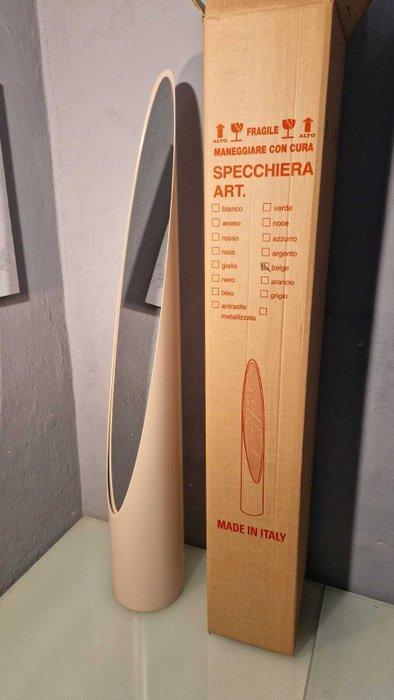 ALTO FRAGILE ALTO
MANEGGIARE CON CURA
SPECCHIERA
ART.
bianco verde
AVORIO noce
rosso azzurro
rosa argento
giallo beige
nero arancio
bleu grigio
antracite
metallizzata
MADE IN ITALY